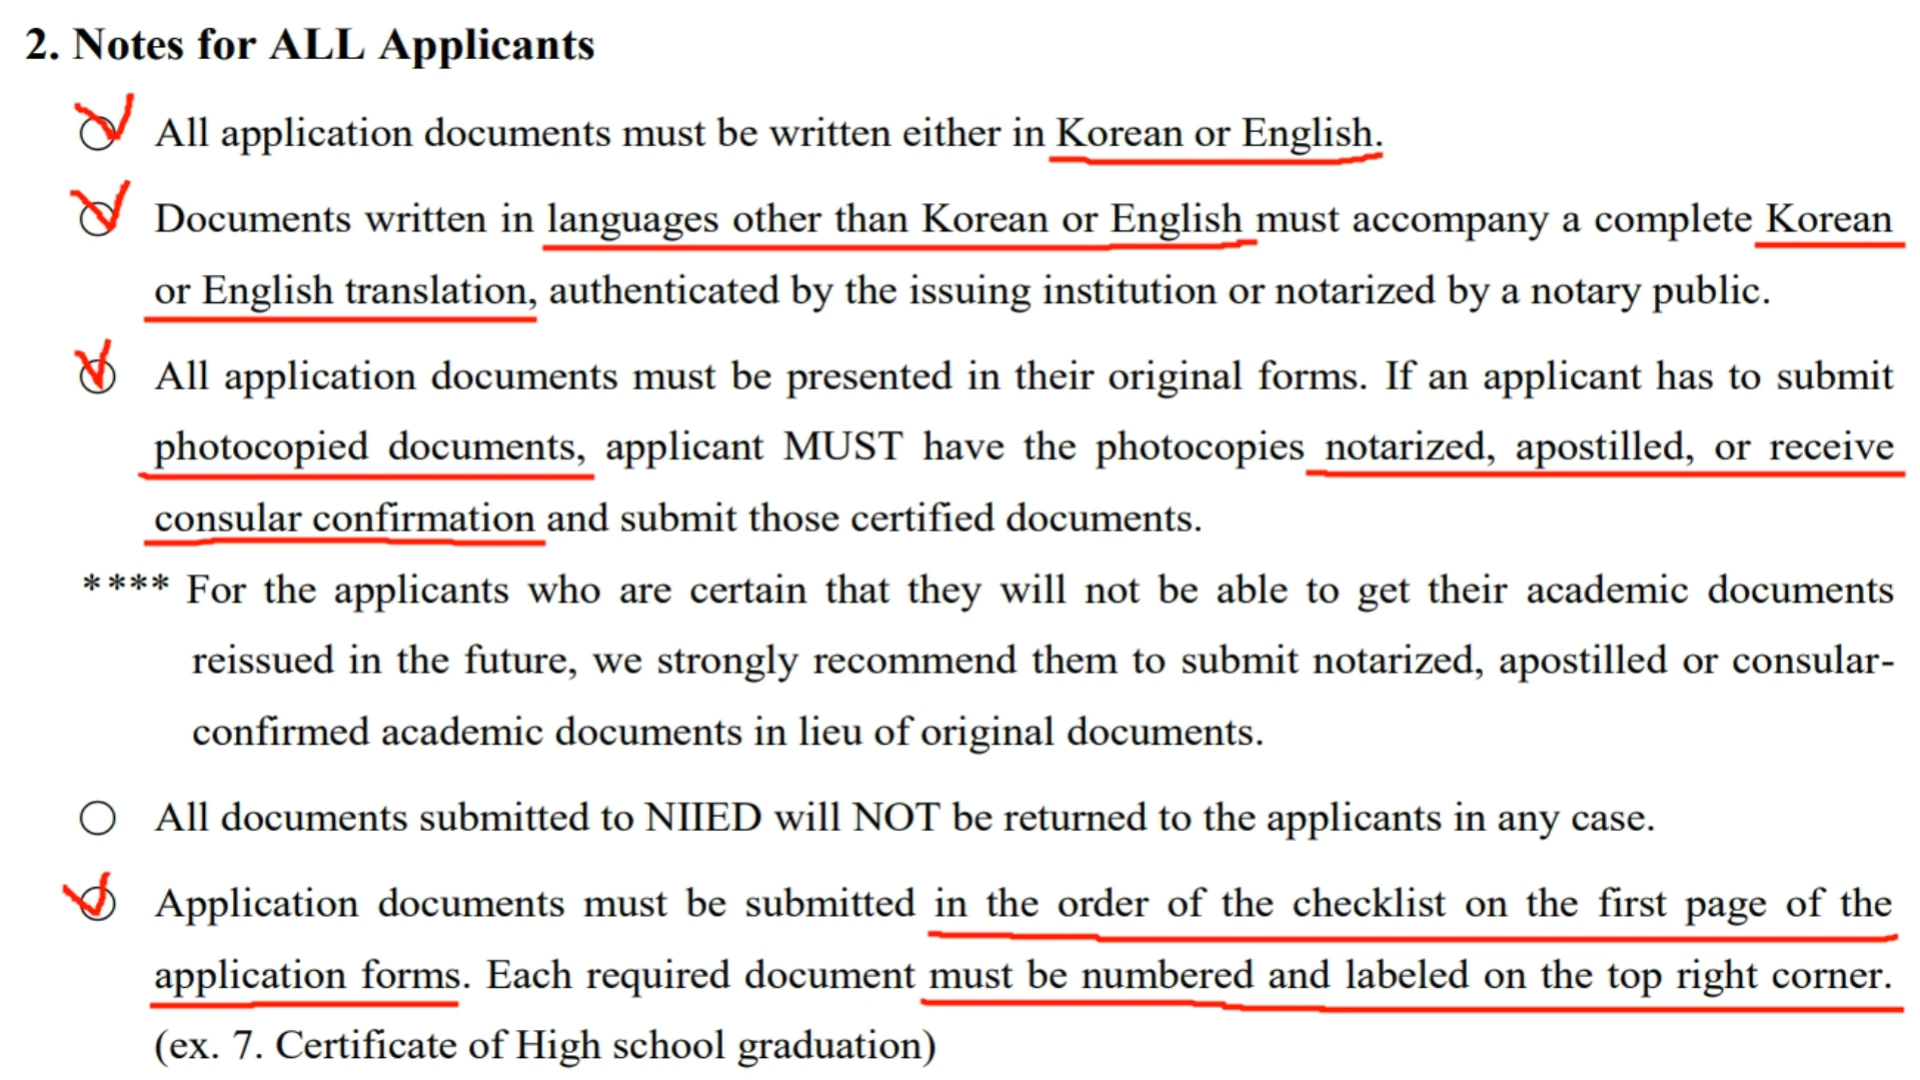 2. Notes for ALL Applicants
○ All application documents must be written either in Korean or English.
○ Documents written in languages other than Korean or English must accompany a complete Korean
or English translation, authenticated by the issuing institution or notarized by a notary public.
○ All application documents must be presented in their original forms. If an applicant has to submit
photocopied documents, applicant MUST have the photocopies notarized, apostilled, or receive
consular confirmation and submit those certified documents.
**** For the applicants who are certain that they will not be able to get their academic documents
reissued in the future, we strongly recommend them to submit notarized, apostilled or consular-
confirmed academic documents in lieu of original documents.
○ All documents submitted to NIIED will NOT be returned to the applicants in any case.
○ Application documents must be submitted in the order of the checklist on the first page of the
application forms. Each required document must be numbered and labeled on the top right corner.
(ex. 7. Certificate of High school graduation)